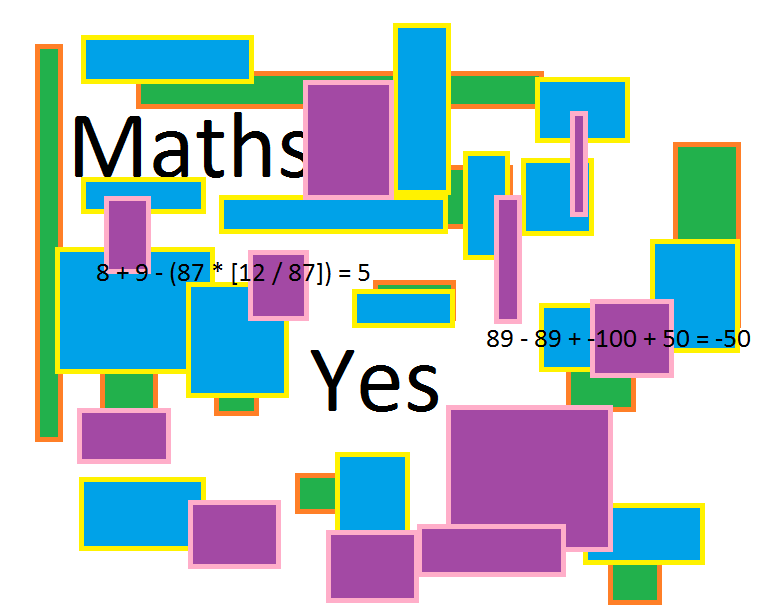 Maths
8 + 9 - (87 * [12 / 87]) = 5
89 - 89 + -100 + 50 = -50
Yes